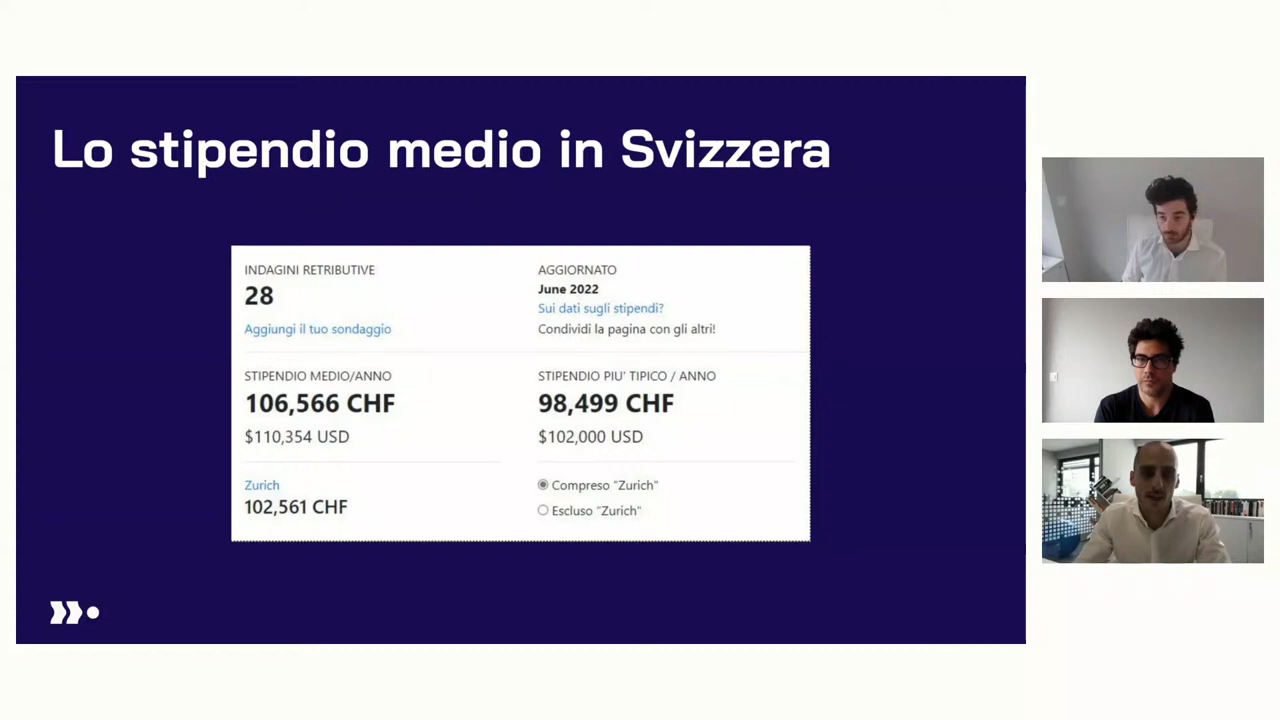 Lo stipendio medio in Svizzera
INDAGINI RETRIBUTIVE
28
Aggiungi il tuo sondaggio
AGGIORNATO
June 2022
Sui dati sugli stipendi?
Condividi la pagina con gli altri!
STIPENDIO MEDIO/ANNO
106,566 CHF
$110,354 USD
STIPENDIO PIU' TIPICO / ANNO
98,499 CHF
$102,000 USD
Zurich
102,561 CHF
Compreso "Zurich"
Escluso "Zurich"